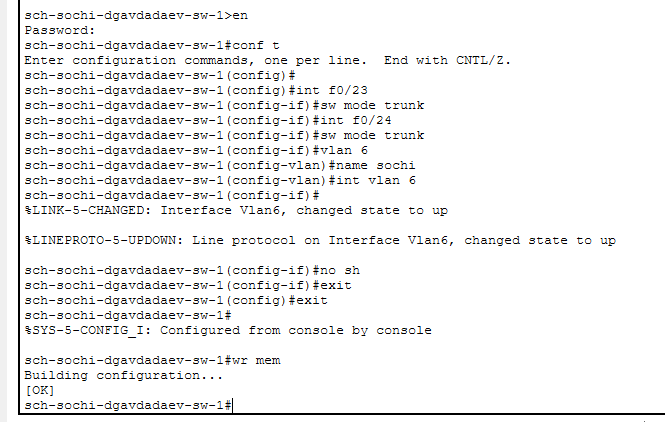 sch-sochi-dgavdadaev-sw-1>en
Password:
sch-sochi-dgavdadaev-sw-1#conf t
Enter configuration commands, one per line.  End with CNTL/Z.
sch-sochi-dgavdadaev-sw-1(config)#
sch-sochi-dgavdadaev-sw-1(config)#int f0/23
sch-sochi-dgavdadaev-sw-1(config-if)#sw mode trunk
sch-sochi-dgavdadaev-sw-1(config-if)#int f0/24
sch-sochi-dgavdadaev-sw-1(config-if)#sw mode trunk
sch-sochi-dgavdadaev-sw-1(config-if)#vlan 6
sch-sochi-dgavdadaev-sw-1(config-vlan)#name sochi
sch-sochi-dgavdadaev-sw-1(config-vlan)#int vlan 6
sch-sochi-dgavdadaev-sw-1(config-if)#
%LINK-5-CHANGED: Interface Vlan6, changed state to up
%LINEPROTO-5-UPDOWN: Line protocol on Interface Vlan6, changed state to up
sch-sochi-dgavdadaev-sw-1(config-if)#no sh
sch-sochi-dgavdadaev-sw-1(config-if)#exit
sch-sochi-dgavdadaev-sw-1(config)#exit
sch-sochi-dgavdadaev-sw-1#
%SYS-5-CONFIG_I: Configured from console by console
sch-sochi-dgavdadaev-sw-1#wr mem
Building configuration...
[OK]
sch-sochi-dgavdadaev-sw-1#